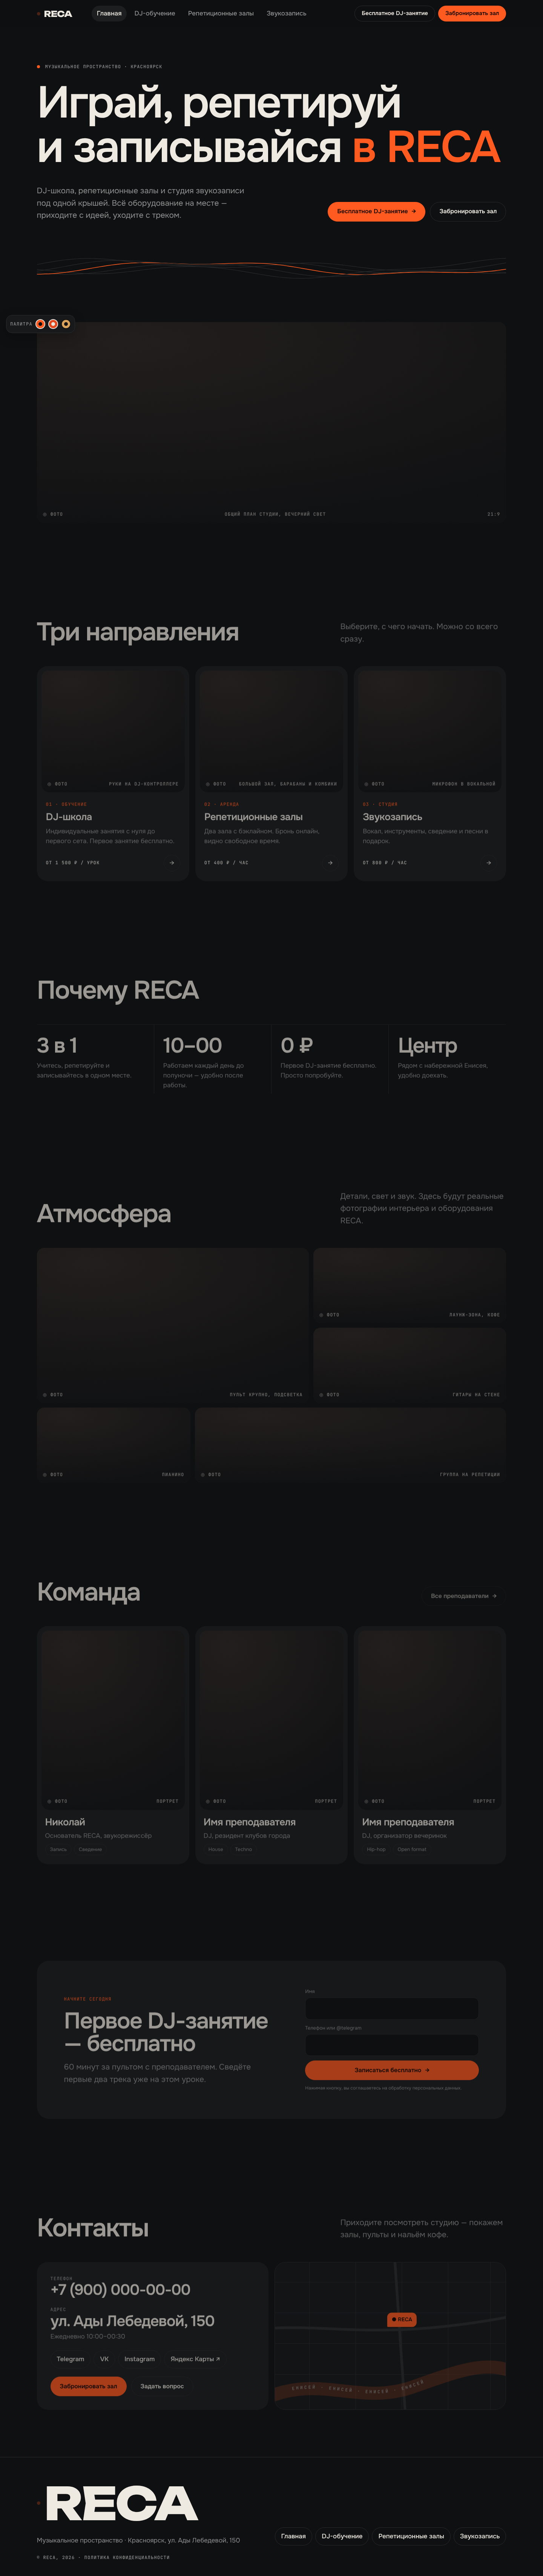 RECA
Главная
DJ-обучение
Репетиционные залы
Звукозапись
Бесплатное DJ-занятие
Забронировать зал
МУЗЫКАЛЬНОЕ ПРОСТРАНСТВО · КРАСНОЯРСК
Играй, репетируй
и записывайся в RECA
DJ-школа, репетиционные залы и студия звукозаписи
под одной крышей. Всё оборудование на месте —
приходите с идеей, уходите с треком.
Бесплатное DJ-занятие →
Забронировать зал
ПАЛИТРА
ФОТО
ОБЩИЙ ПЛАН СТУДИИ, ВЕЧЕРНИЙ СВЕТ
21:9
Три направления
Выберите, с чего начать. Можно со всего
сразу.
ФОТО
РУКИ НА DJ-КОНТРОЛЛЕРЕ
01 · ОБУЧЕНИЕ
DJ-школа
Индивидуальные занятия с нуля до
первого сета. Первое занятие бесплатно.
ОТ 1 500 ₽ / УРОК →
ФОТО
БОЛЬШОЙ ЗАЛ, БАРАБАНЫ И КОМБИКИ
02 · АРЕНДА
Репетиционные залы
Два зала с бэклайном. Бронь онлайн,
видно свободное время.
ОТ 400 ₽ / ЧАС →
ФОТО
МИКРОФОН В ВОКАЛЬНОЙ
03 · СТУДИЯ
Звукозапись
Вокал, инструменты, сведение и песни в
подарок.
ОТ 800 ₽ / ЧАС →
Почему RECA
3 в 1
Учитесь, репетируйте и
записывайтесь в одном месте.
10–00
Работаем каждый день до
полуночи — удобно после
работы.
0 ₽
Первое DJ-занятие бесплатно.
Просто попробуйте.
Центр
Рядом с набережной Енисея,
удобно доехать.
Атмосфера
Детали, свет и звук. Здесь будут реальные
фотографии интерьера и оборудования
RECA.
ФОТО
ПУЛЬТ КРУПНО, ПОДСВЕТКА
ФОТО
ЛАУНЖ-ЗОНА, КОФЕ
ФОТО
ГИТАРЫ НА СТЕНЕ
ФОТО
ПИАНИНО
ФОТО
ГРУППА НА РЕПЕТИЦИИ
Команда
Все преподаватели →
ФОТО
ПОРТРЕТ
Николай
Основатель RECA, звукорежиссёр
Запись
Сведение
ФОТО
ПОРТРЕТ
Имя преподавателя
DJ, резидент клубов города
House
Techno
ФОТО
ПОРТРЕТ
Имя преподавателя
DJ, организатор вечеринок
Hip-hop
Open format
НАЧНИТЕ СЕГОДНЯ
Первое DJ-занятие
— бесплатно
60 минут за пультом с преподавателем. Сведёте
первые два трека уже на этом уроке.
Имя
Телефон или @telegram
Записаться бесплатно →
Нажимая кнопку, вы соглашаетесь на обработку персональных данных.
Контакты
Приходите посмотреть студию — покажем
залы, пульты и нальём кофе.
ТЕЛЕФОН
+7 (900) 000-00-00
АДРЕС
ул. Ады Лебедевой, 150
Ежедневно 10:00–00:30
Telegram
VK
Instagram
Яндекс Карты ↗
Забронировать зал
Задать вопрос
RECA
ЕНИСЕЙ · ЕНИСЕЙ · ЕНИСЕЙ · ЕНИСЕЙ
RECA
Музыкальное пространство · Красноярск, ул. Ады Лебедевой, 150
Главная
DJ-обучение
Репетиционные залы
Звукозапись
© RECA, 2026 · ПОЛИТИКА КОНФИДЕНЦИАЛЬНОСТИ